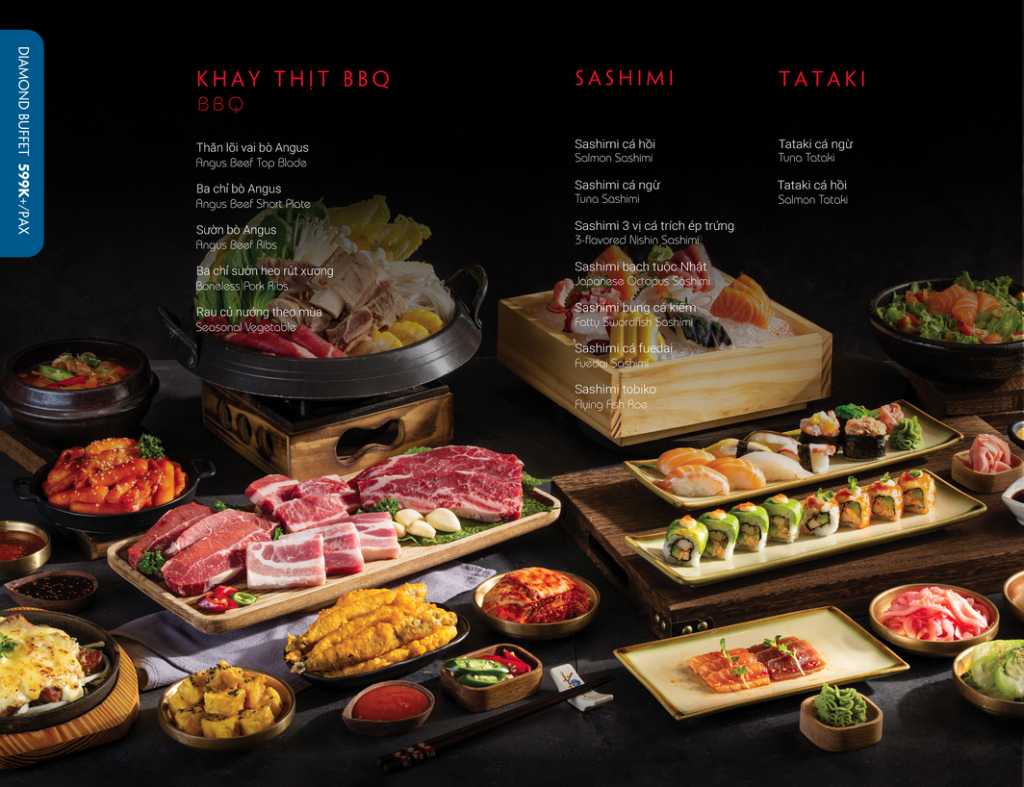 DIAMOND BUFFET 599K+/PAX
KHAY THỊT BBQ
BBQ
Thăn lõi vai bò Angus
Angus Beef Top Blade
Ba chỉ bò Angus
Angus Beef Short Plate
Sườn bò Angus
Angus Beef Ribs
Ba chỉ sườn heo rút xương
Boneless Pork Ribs
Rau củ nướng theo mùa
Seasonal Vegetable
SASHIMI
Sashimi cá hồi
Salmon Sashimi
Sashimi cá ngừ
Tuna Sashimi
Sashimi 3 vị cá trích ép trứng
3-flavored Nishin Sashimi
Sashimi bạch tuộc Nhật
Japanese Octopus Sashimi
Sashimi bụng cá kiếm
Fatty Swordfish Sashimi
Sashimi cá fuedai
Fuedai Sashimi
Sashimi tobiko
Flying Fish Roe
TATAKI
Tataki cá ngừ
Tuna Tataki
Tataki cá hồi
Salmon Tataki